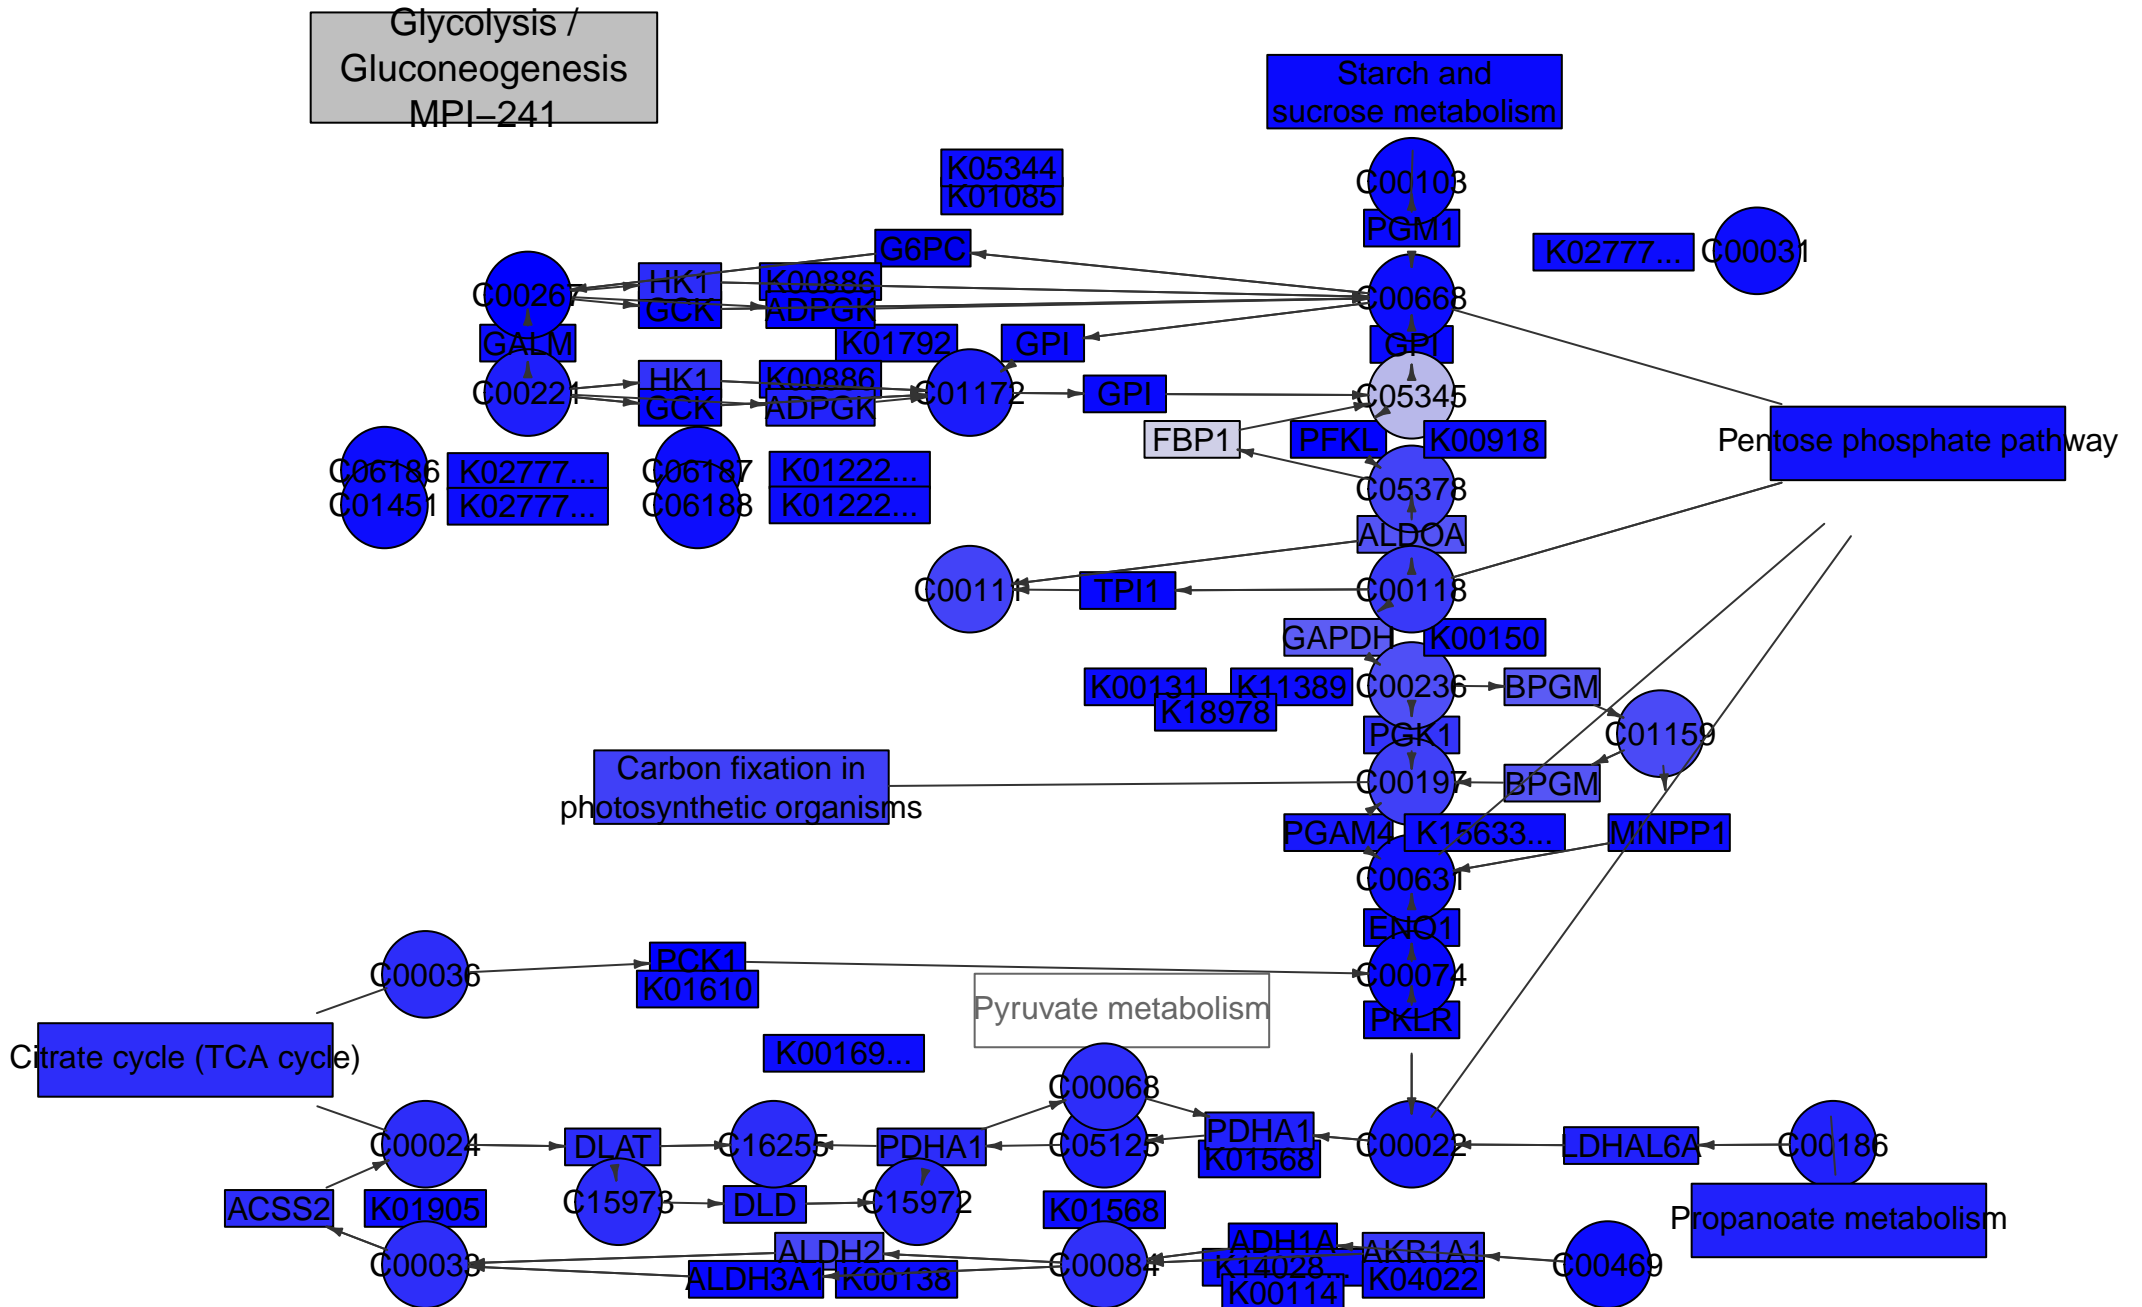 Glycolysis /
Gluconeogenesis
MPI–241
Starch and
sucrose metabolism
K05344
K01085
C00103
PGM1
G6PC
K02777...
C00031
C00267
HK1
K00886
GCK
ADPGK
C00668
GALM
K01792
GPI
GPI
C00221
HK1
K00886
GCK
ADPGK
C01172
GPI
C05345
FBP1
PFKL
K00918
Pentose phosphate pathway
C06186
K02777...
C06187
K01222...
C01451
K02777...
C06188
K01222...
C05378
ALDOA
C00111
TPI1
C00118
GAPDH
K00150
K00131
K11389
K18978
C00236
BPGM
PGK1
C01159
Carbon fixation in
photosynthetic organisms
C00197
BPGM
PGAM4
K15633...
MINPP1
C00631
ENO1
C00036
PCK1
K01610
C00074
Pyruvate metabolism
PKLR
Citrate cycle (TCA cycle)
K00169...
C00068
C00024
DLAT
C16255
PDHA1
C05125
PDHA1
K01568
C00022
LDHAL6A
C00186
ACSS2
K01905
C15973
DLD
C15972
K01568
Propanoate metabolism
C00033
ALDH2
ALDH3A1
K00138
C00084
ADH1A
K14028...
K00114
AKR1A1
K04022
C00469